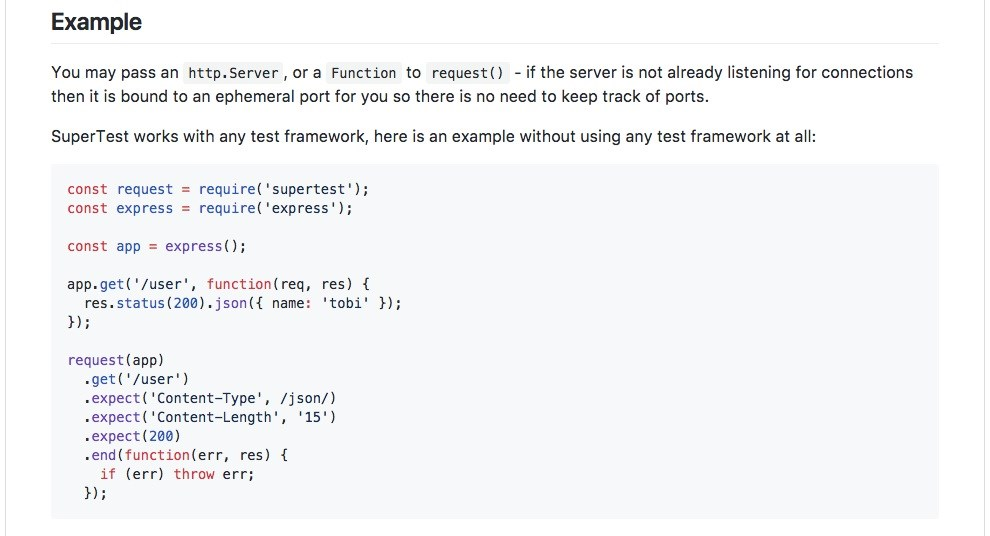 Example
You may pass an http.Server, or a Function to request() - if the server is not already listening for connections
then it is bound to an ephemeral port for you so there is no need to keep track of ports.
SuperTest works with any test framework, here is an example without using any test framework at all:
const request = require('supertest');
const express = require('express');
const app = express();
app.get('/user', function(req, res) {
  res.status(200).json({ name: 'tobi' });
});
request(app)
  .get('/user')
  .expect('Content-Type', /json/)
  .expect('Content-Length', '15')
  .expect(200)
  .end(function(err, res) {
    if (err) throw err;
  });